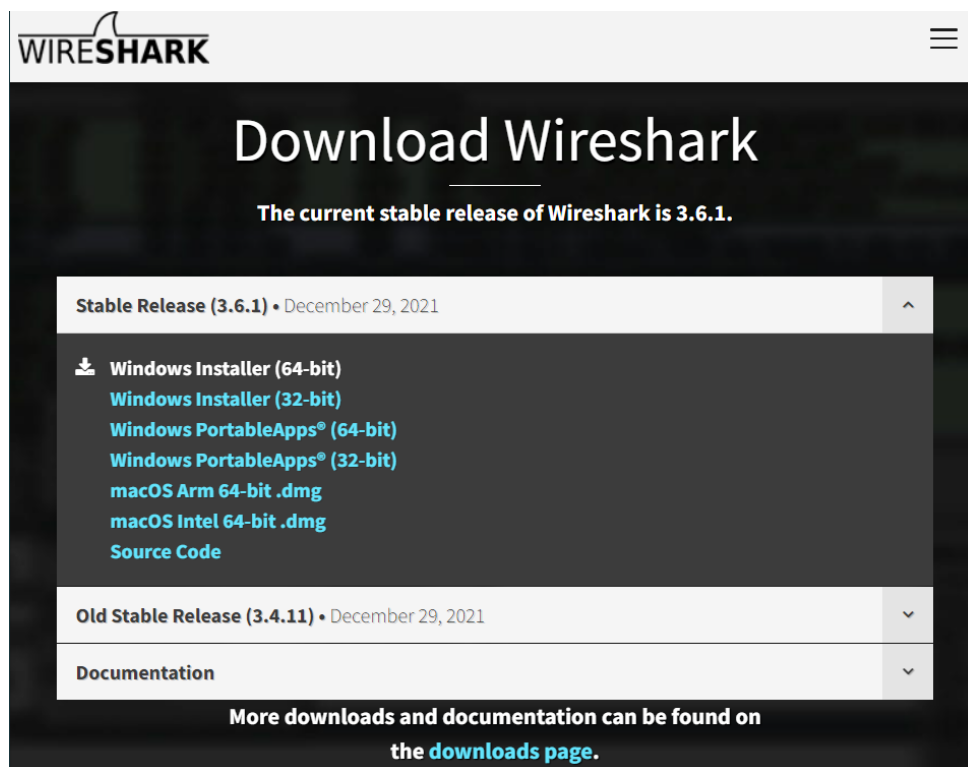 WIRESHARK
Download Wireshark
The current stable release of Wireshark is 3.6.1.
Stable Release (3.6.1) • December 29, 2021
Windows Installer (64-bit)
Windows Installer (32-bit)
Windows PortableApps® (64-bit)
Windows PortableApps® (32-bit)
macOS Arm 64-bit .dmg
macOS Intel 64-bit .dmg
Source Code
Old Stable Release (3.4.11) • December 29, 2021
Documentation
More downloads and documentation can be found on
the downloads page.